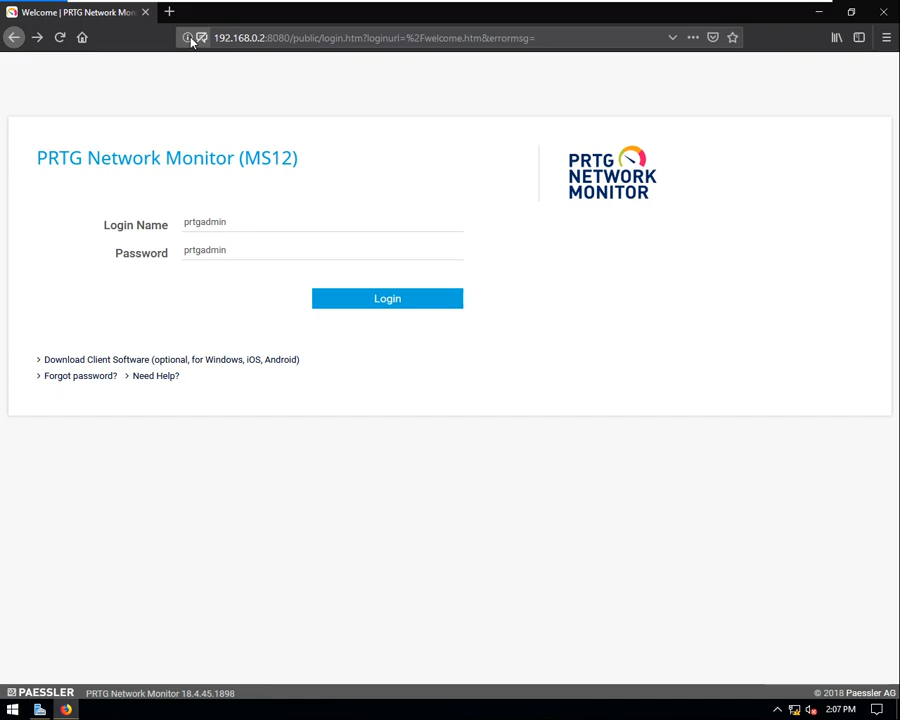 Welcome | PRTG Network Mon
192.168.0.2:8080/public/login.htm?loginurl=%2Fwelcome.htm&errormsg=
PRTG Network Monitor (MS12)
PRTG
NETWORK
MONITOR
Login Name
prtgadmin
Password
prtgadmin
Login
Download Client Software (optional, for Windows, iOS, Android)
Forgot password?
Need Help?
PAESSLER
PRTG Network Monitor 18.4.45.1898
© 2018 Paessler AG
2:07 PM